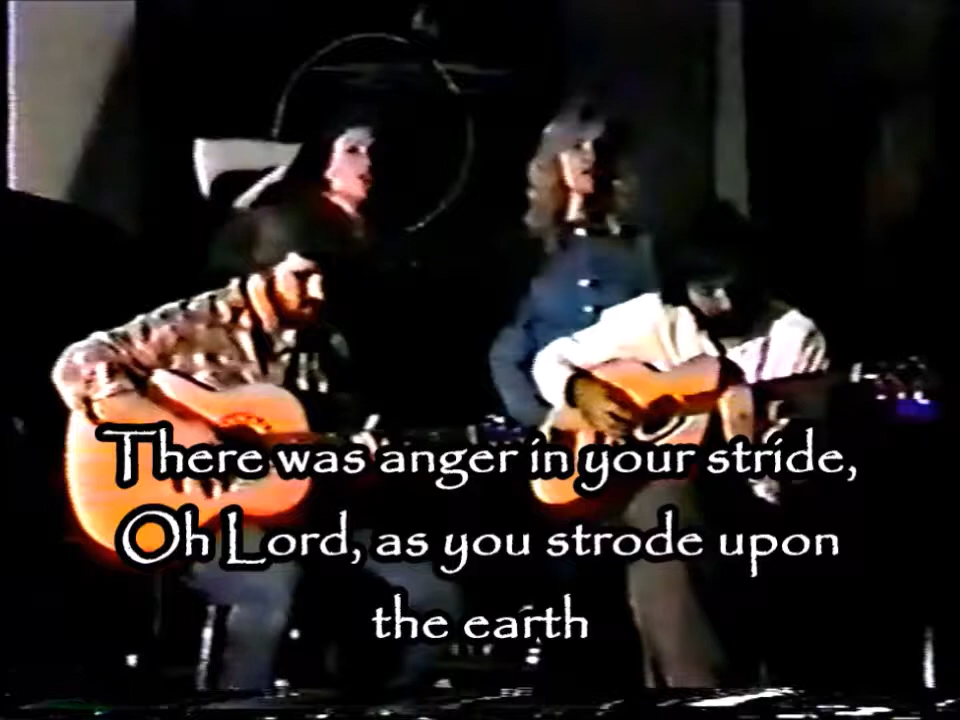 There was anger in your stride,
Oh Lord, as you strode upon
the earth